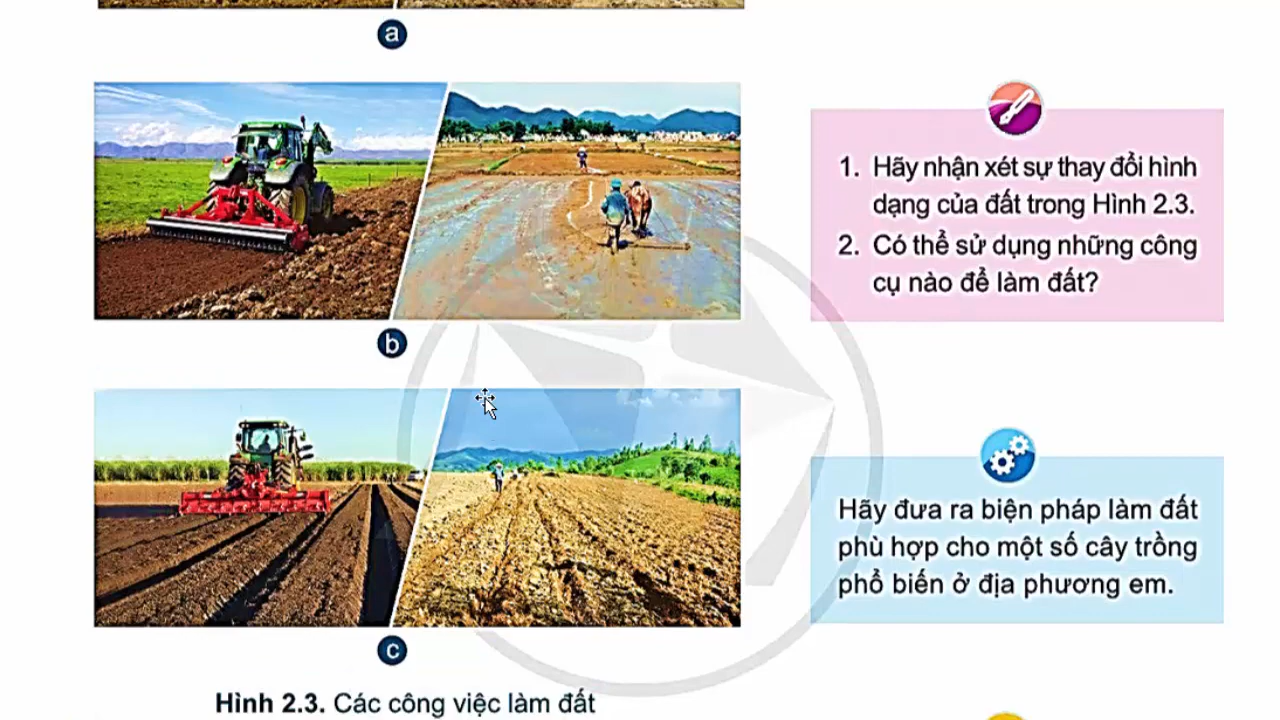 a
b
c
Hình 2.3. Các công việc làm đất
1. Hãy nhận xét sự thay đổi hình
dạng của đất trong Hình 2.3.
2. Có thể sử dụng những công
cụ nào để làm đất?
Hãy đưa ra biện pháp làm đất
phù hợp cho một số cây trồng
phổ biến ở địa phương em.